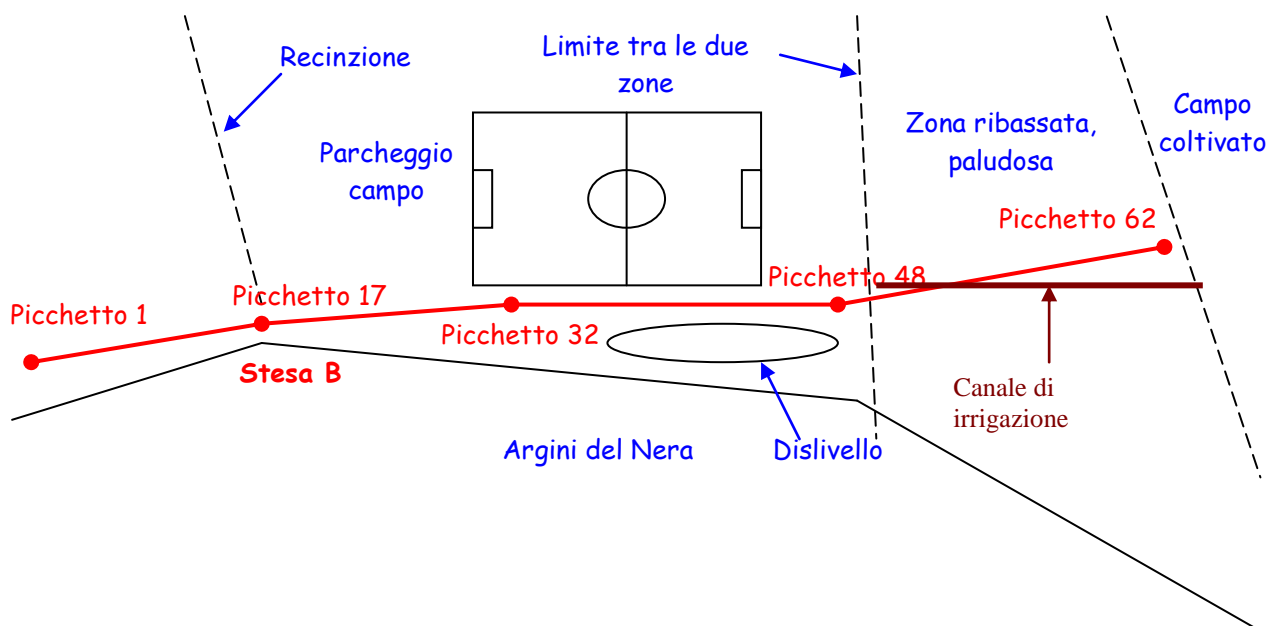 Recinzione
Limite tra le due
zone
Campo
coltivato
Zona ribassata,
paludosa
Parcheggio
campo
Picchetto 62
Picchetto 48
Picchetto 17
Picchetto 1
Picchetto 32
Stesa B
Canale di
irrigazione
Argini del Nera
Dislivello